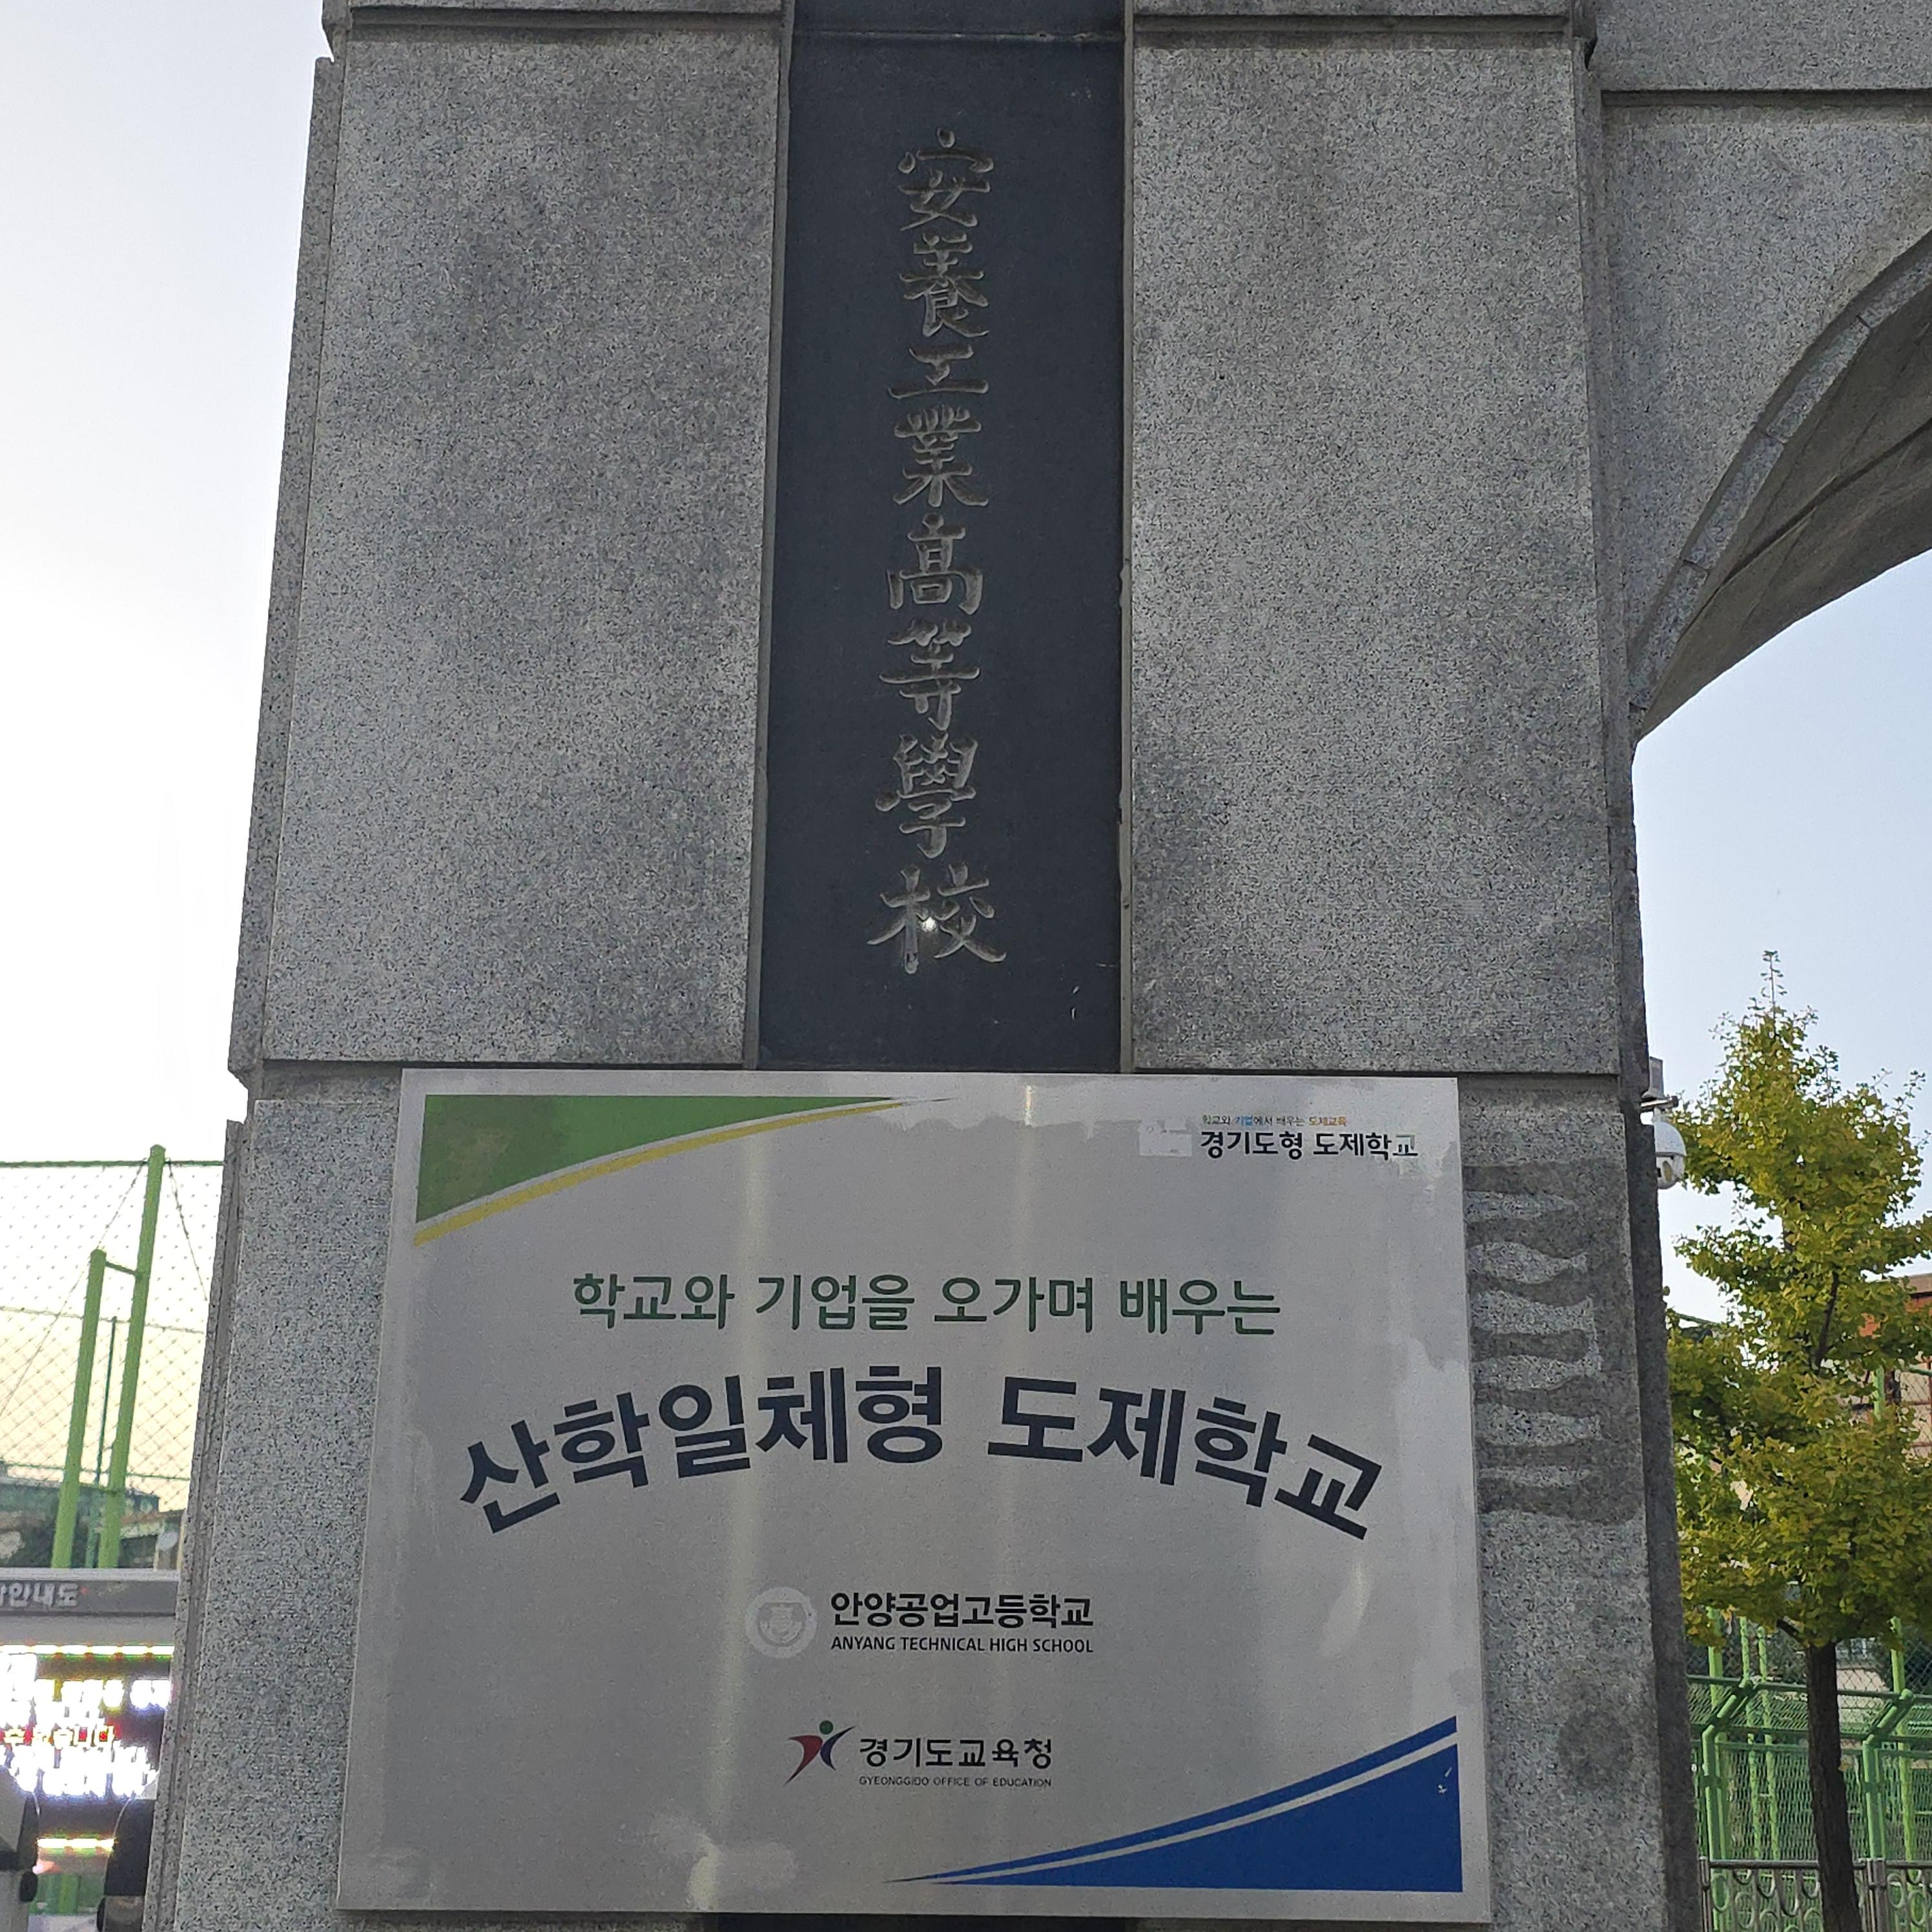 安養工業高等學校
학교와 기업에서 배우는 도제교육
경기도형 도제학교
학교와 기업을 오가며 배우는
산학일체형 도제학교
안양공업고등학교
ANYANG TECHNICAL HIGH SCHOOL
경기도교육청
GYEONGGIDO OFFICE OF EDUCATION
안내도